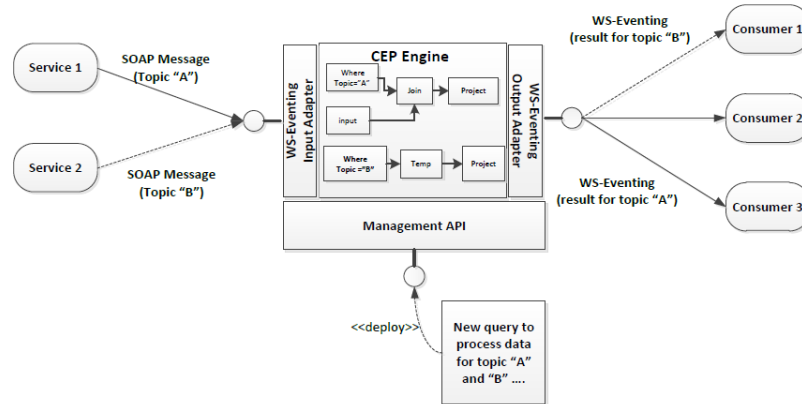 Service 1
SOAP Message
(Topic “A”)
Service 2
SOAP Message
(Topic “B”)
WS-Eventing
Input Adapter
CEP Engine
Where
Topic=“A”
Join
Project
input
Where
Topic =“B”
Temp
Project
WS-Eventing
Output Adapter
Management API
<<deploy>>
New query to
process data
for topic “A”
and “B” ....
WS-Eventing
(result for topic “B”)
WS-Eventing
(result for topic “A”)
Consumer 1
Consumer 2
Consumer 3